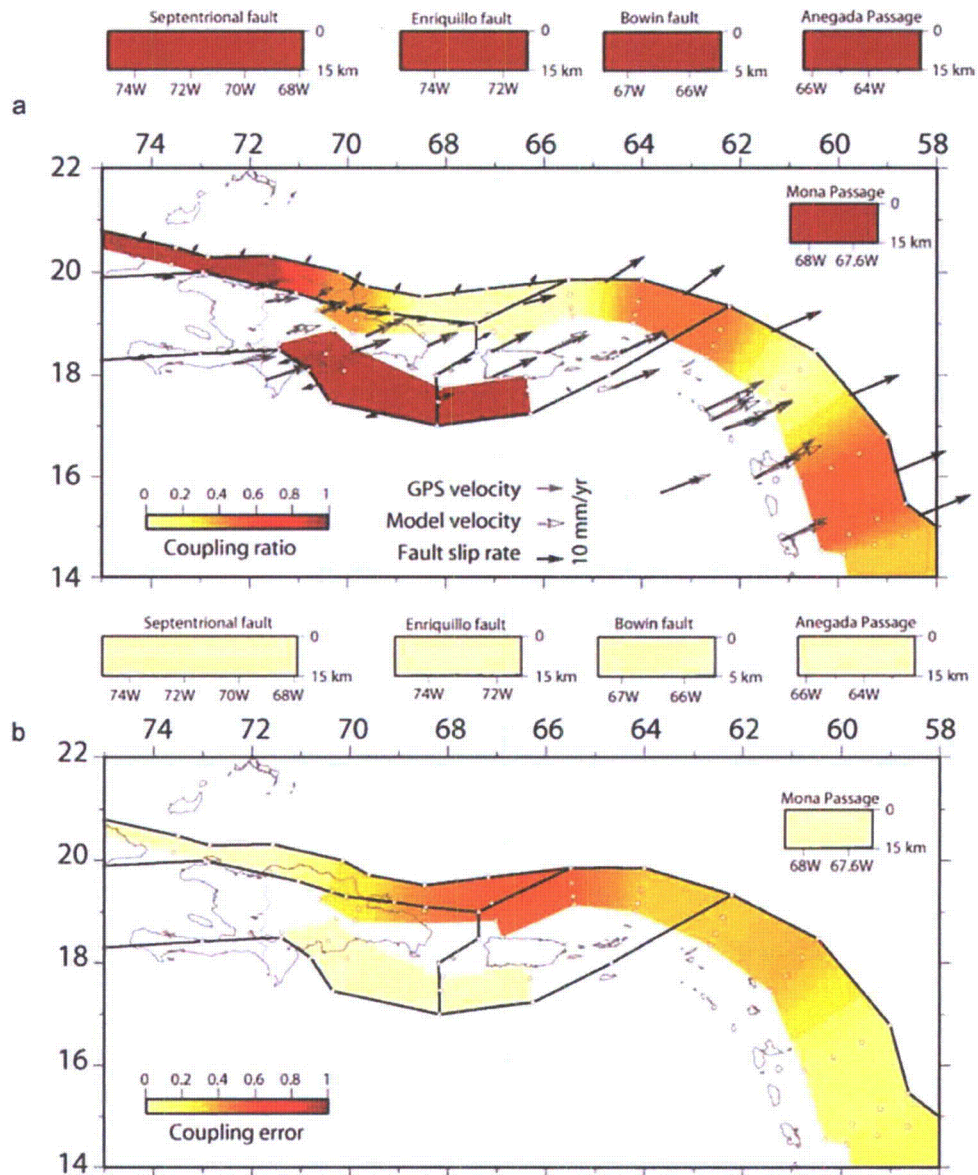 Septentrional fault
Enriquillo fault
Bowin fault
Anegada Passage
0
15 km
74W 72W 70W 68W
0
15 km
74W 72W
0
5 km
67W 66W
0
15 km
66W 64W
a
74 72 70 68 66 64 62 60 58
22
20
18
16
14
Mona Passage
0
15 km
68W 67.6W
0 0.2 0.4 0.6 0.8 1
Coupling ratio
GPS velocity
Model velocity
Fault slip rate
10 mm/yr
Septentrional fault
Enriquillo fault
Bowin fault
Anegada Passage
0
15 km
74W 72W 70W 68W
0
15 km
74W 72W
0
5 km
67W 66W
0
15 km
66W 64W
b
74 72 70 68 66 64 62 60 58
22
20
18
16
14
Mona Passage
0
15 km
68W 67.6W
0 0.2 0.4 0.6 0.8 1
Coupling error